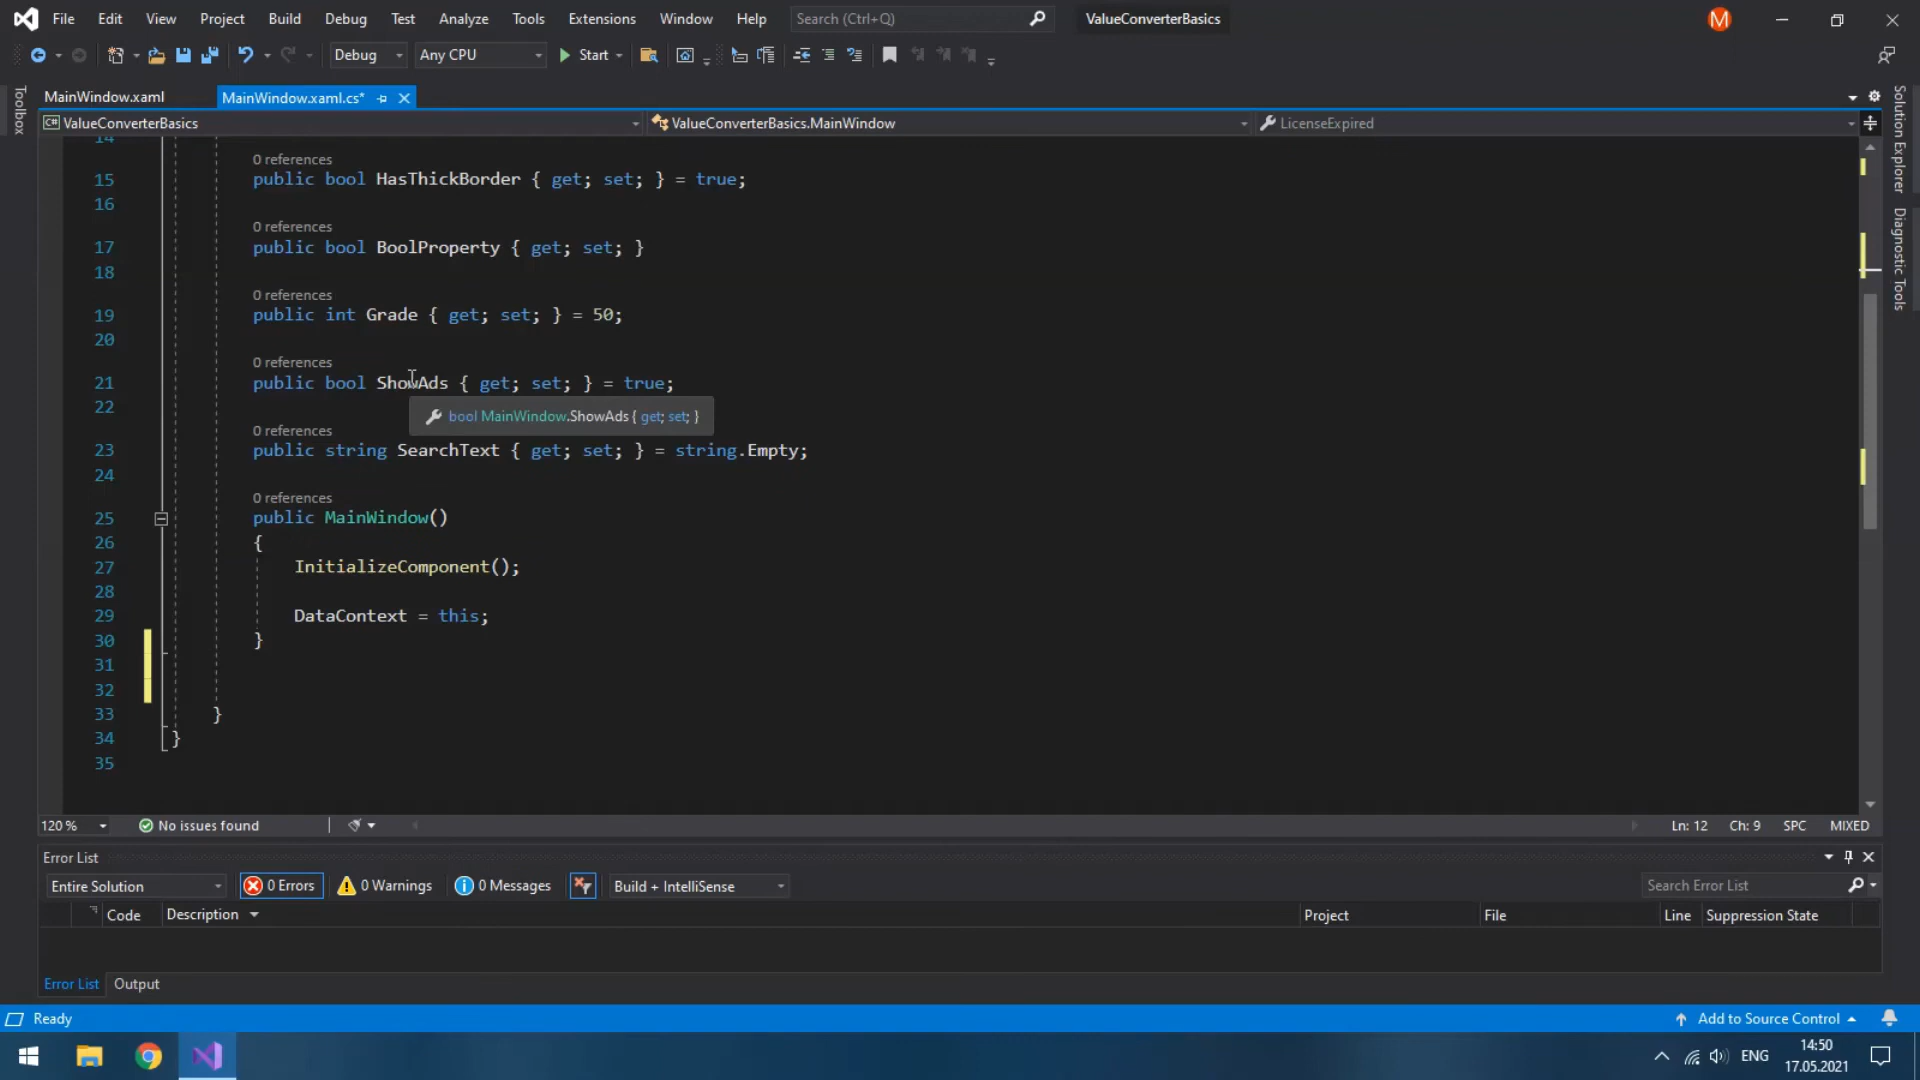 File Edit View Project Build Debug Test Analyze Tools Extensions Window Help Search (Ctrl+Q) ValueConverterBasics M
Debug Any CPU Start
MainWindow.xaml MainWindow.xaml.cs*
C# ValueConverterBasics ValueConverterBasics.MainWindow LicenseExpired
Toolbox
Solution Explorer
Diagnostic Tools
14
0 references
15 public bool HasThickBorder { get; set; } = true;
16
0 references
17 public bool BoolProperty { get; set; }
18
0 references
19 public int Grade { get; set; } = 50;
20
0 references
21 public bool ShowAds { get; set; } = true;
22 bool MainWindow.ShowAds { get; set; }
0 references
23 public string SearchText { get; set; } = string.Empty;
24
0 references
25 public MainWindow()
26 {
27 InitializeComponent();
28
29 DataContext = this;
30 }
31
32
33 }
34 }
35
120 % No issues found Ln: 12 Ch: 9 SPC MIXED
Error List
Entire Solution 0 Errors 0 Warnings 0 Messages Build + IntelliSense Search Error List
Code Description Project File Line Suppression State
Error List Output
Ready Add to Source Control
ENG 14:50
17.05.2021